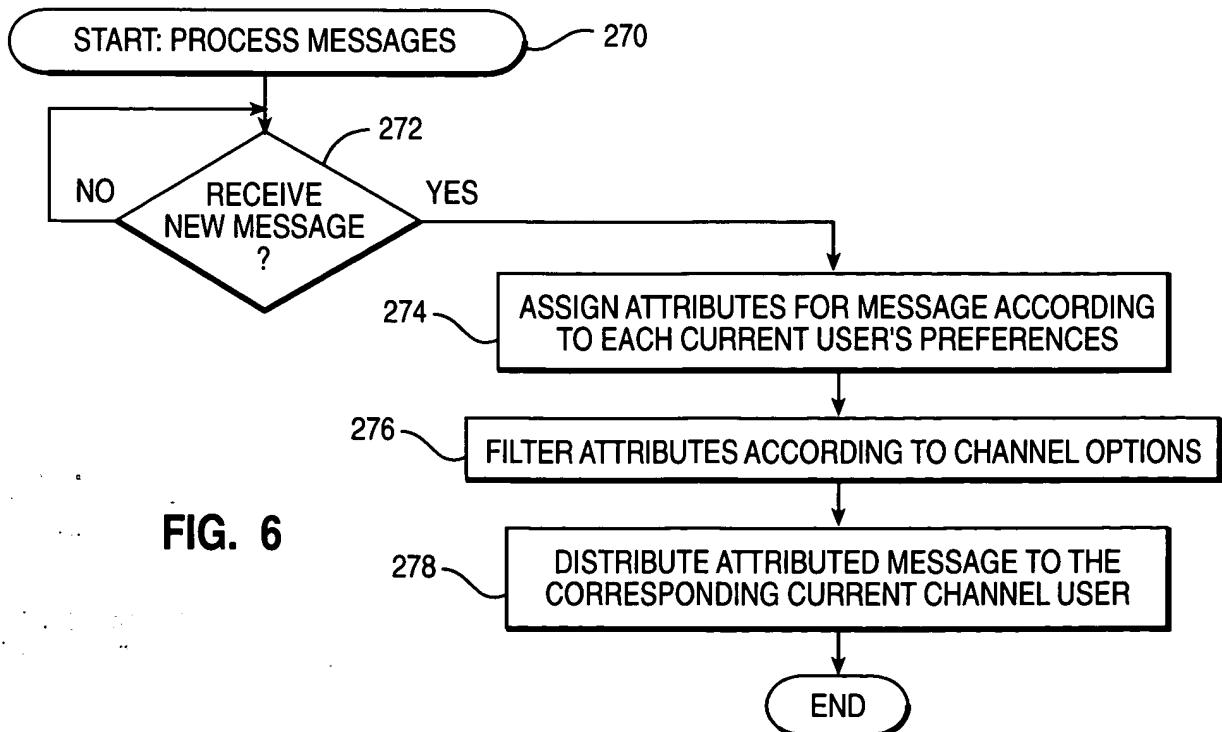 START: PROCESS MESSAGES
270
272
NO
RECEIVE
NEW MESSAGE
?
YES
274
ASSIGN ATTRIBUTES FOR MESSAGE ACCORDING
TO EACH CURRENT USER'S PREFERENCES
276
FILTER ATTRIBUTES ACCORDING TO CHANNEL OPTIONS
FIG. 6
278
DISTRIBUTE ATTRIBUTED MESSAGE TO THE
CORRESPONDING CURRENT CHANNEL USER
END